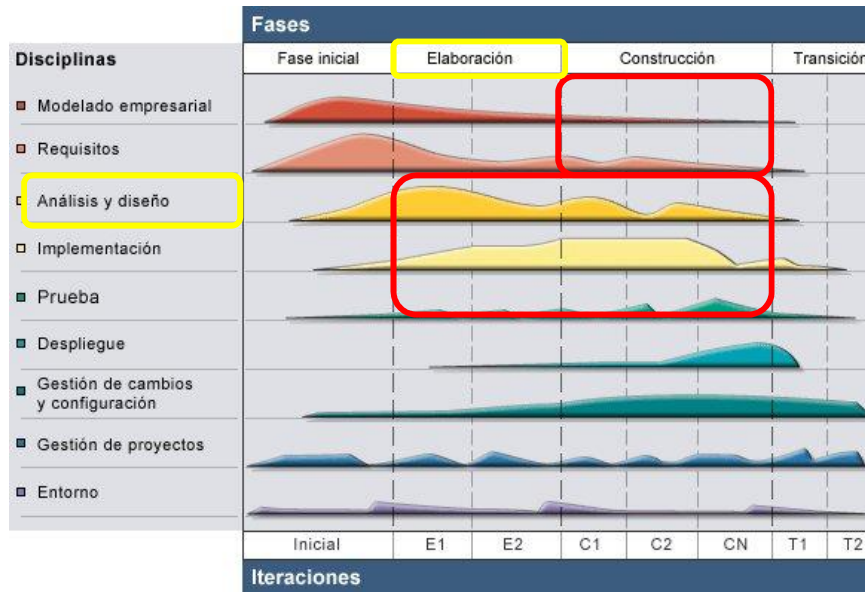 Fases
Disciplinas
Fase inicial
Elaboración
Construcción
Transición
Modelado empresarial
Requisitos
Análisis y diseño
Implementación
Prueba
Despliegue
Gestión de cambios
y configuración
Gestión de proyectos
Entorno
Inicial
E1
E2
C1
C2
CN
T1
T2
Iteraciones